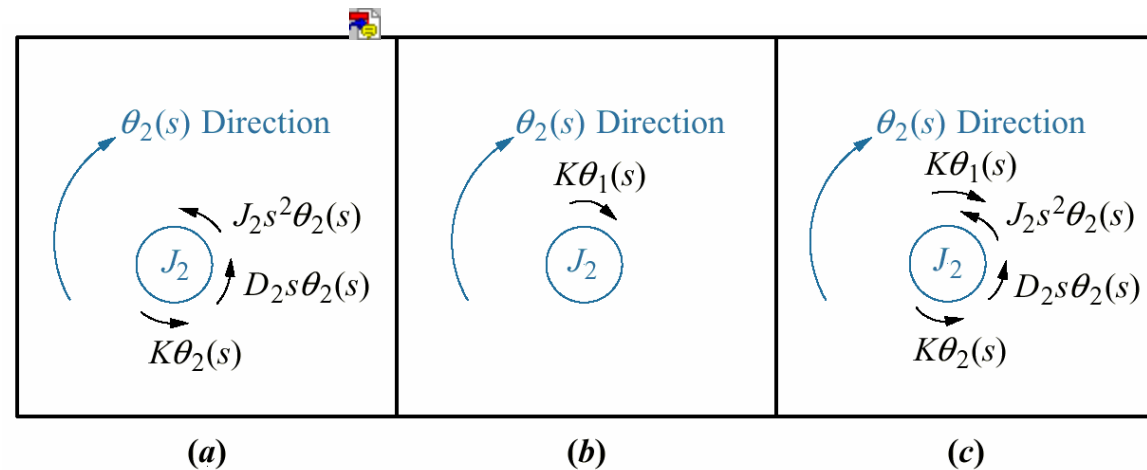 θ₂(s) Direction
J₂s²θ₂(s)
J₂
D₂sθ₂(s)
Kθ₂(s)
(a)
θ₂(s) Direction
Kθ₁(s)
J₂
(b)
θ₂(s) Direction
Kθ₁(s)
J₂s²θ₂(s)
J₂
D₂sθ₂(s)
Kθ₂(s)
(c)